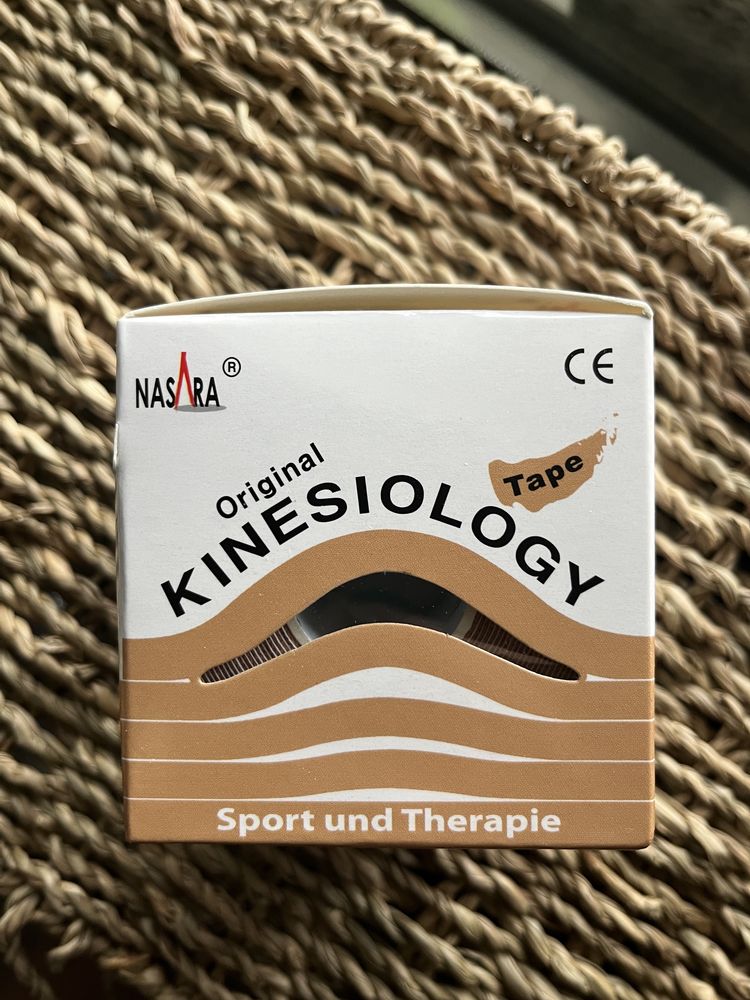 NASARA®
CE
Original
KINESIOLOGY
Tape
Sport und Therapie